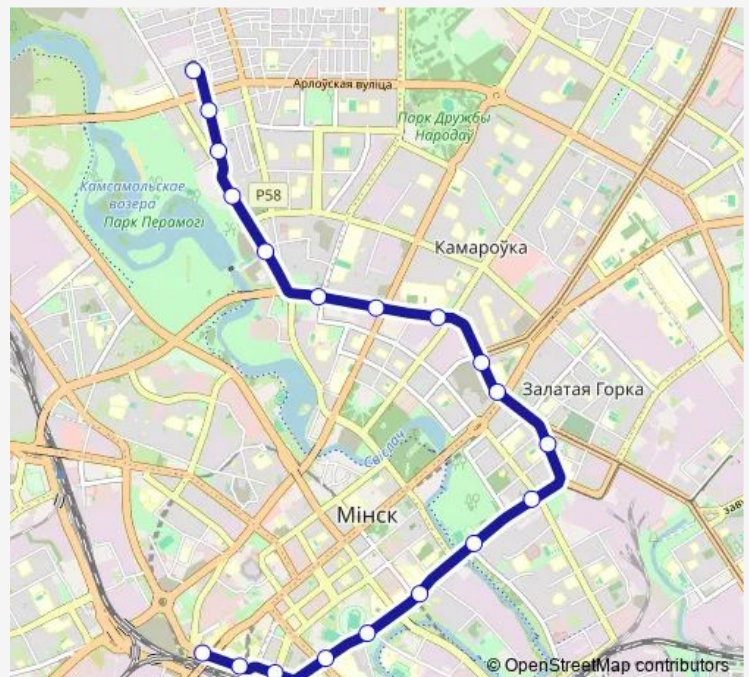 Арлоўская вуліца
Парк Дружбы
Народаў
Камсамольскае
возера
Парк Перамогі
P58
Камароўка
Залатая Горка
Свіслач
Мінск
© OpenStreetMap contributors